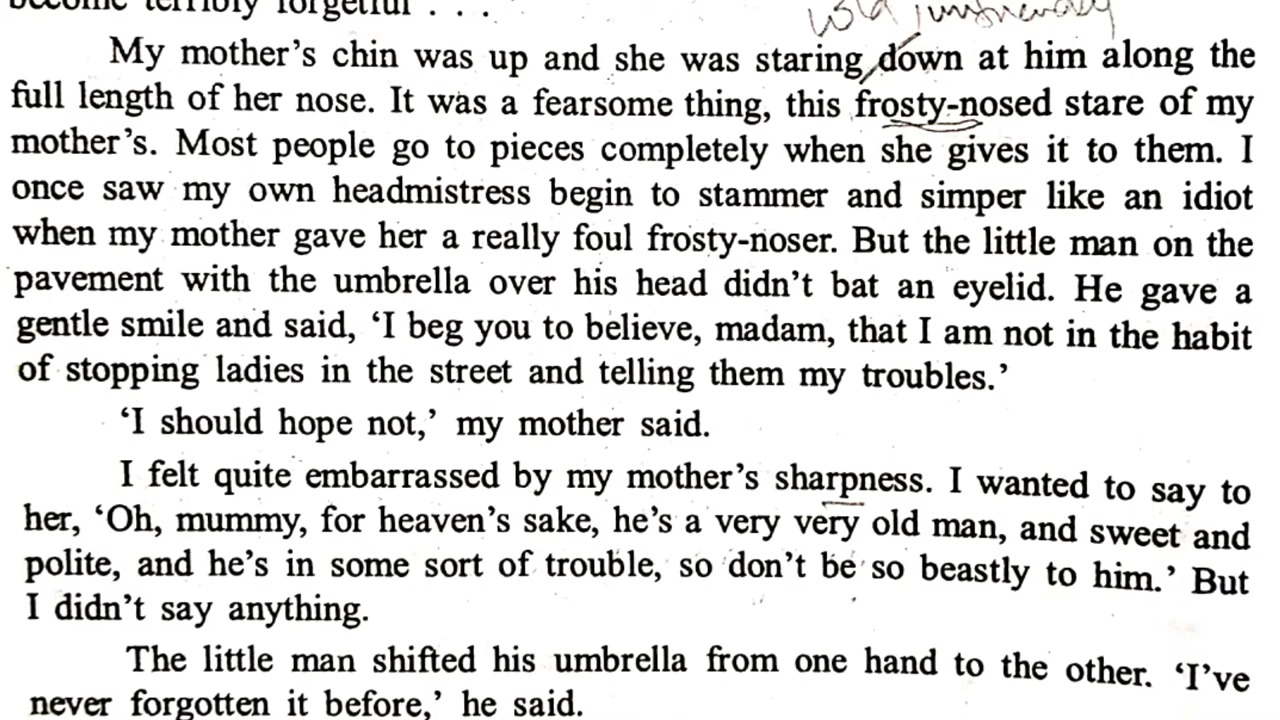 become terribly forgetful . . .
cold / unfriendly
My mother's chin was up and she was staring down at him along the
full length of her nose. It was a fearsome thing, this frosty-nosed stare of my
mother's. Most people go to pieces completely when she gives it to them. I
once saw my own headmistress begin to stammer and simper like an idiot
when my mother gave her a really foul frosty-noser. But the little man on the
pavement with the umbrella over his head didn't bat an eyelid. He gave a
gentle smile and said, ‘I beg you to believe, madam, that I am not in the habit
of stopping ladies in the street and telling them my troubles.’
‘I should hope not,’ my mother said.
I felt quite embarrassed by my mother's sharpness. I wanted to say to
her, ‘Oh, mummy, for heaven's sake, he's a very very old man, and sweet and
polite, and he's in some sort of trouble, so don't be so beastly to him.’ But
I didn't say anything.
The little man shifted his umbrella from one hand to the other. ‘I've
never forgotten it before,’ he said.